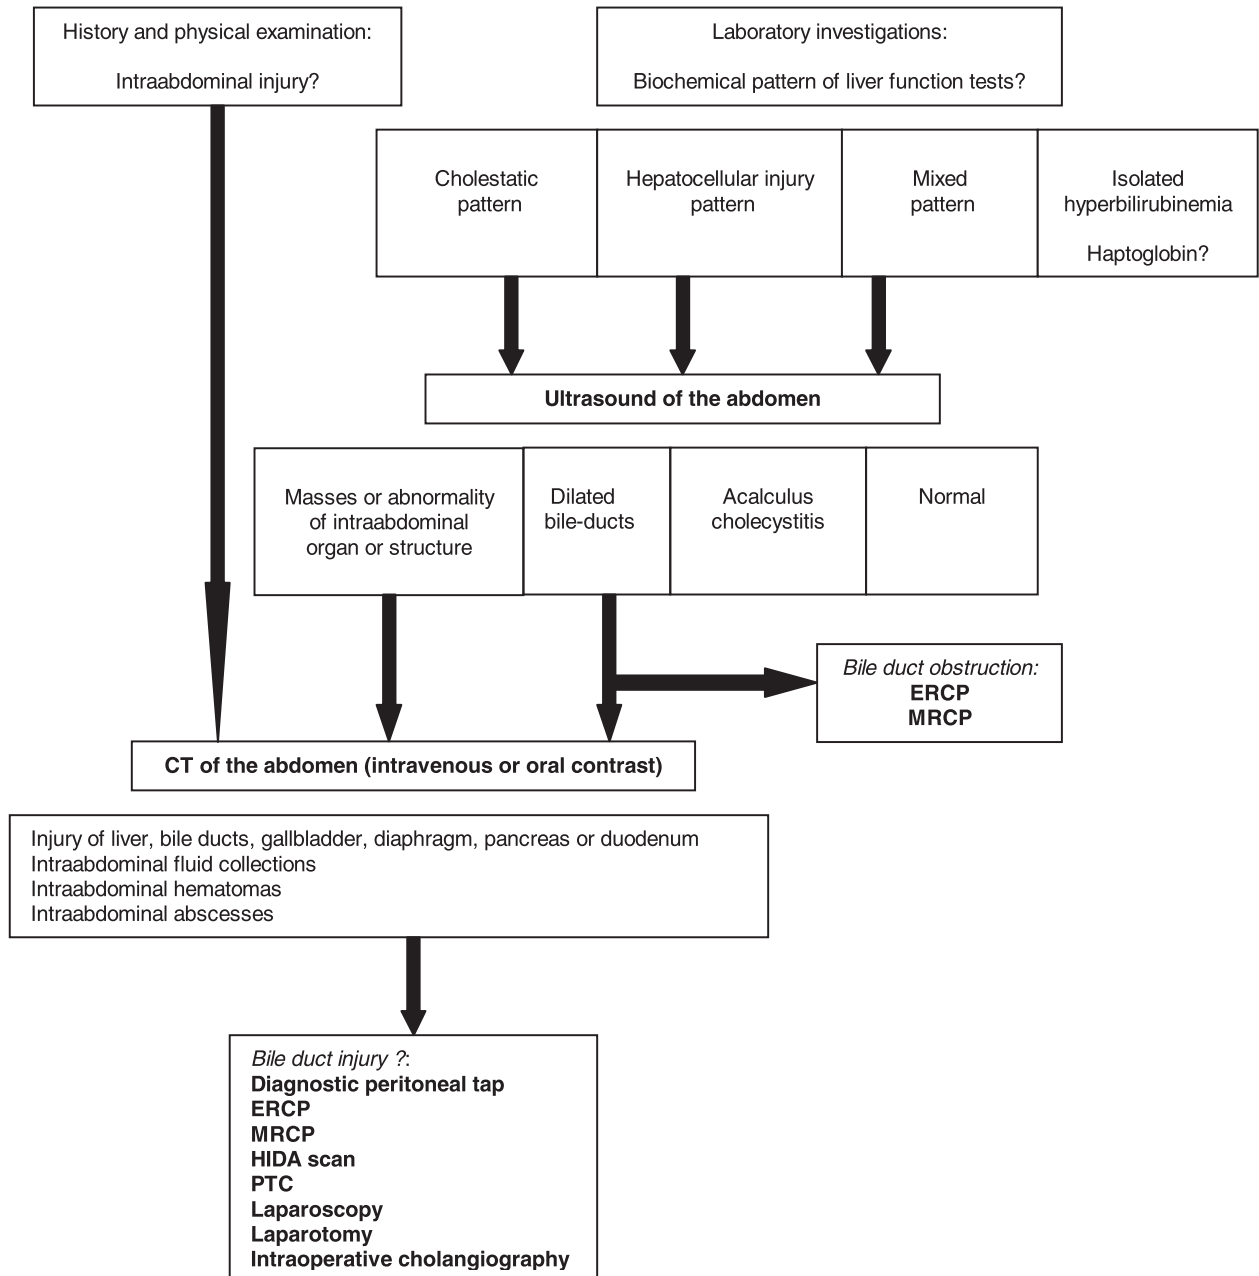 History and physical examination:
Intraabdominal injury?
Laboratory investigations:
Biochemical pattern of liver function tests?
Cholestatic
pattern
Hepatocellular injury
pattern
Mixed
pattern
Isolated
hyperbilirubinemia
Haptoglobin?
Ultrasound of the abdomen
Masses or abnormality
of intraabdominal
organ or structure
Dilated
bile-ducts
Acalculus
cholecystitis
Normal
Bile duct obstruction:
ERCP
MRCP
CT of the abdomen (intravenous or oral contrast)
Injury of liver, bile ducts, gallbladder, diaphragm, pancreas or duodenum
Intraabdominal fluid collections
Intraabdominal hematomas
Intraabdominal abscesses
Bile duct injury ?:
Diagnostic peritoneal tap
ERCP
MRCP
HIDA scan
PTC
Laparoscopy
Laparotomy
Intraoperative cholangiography